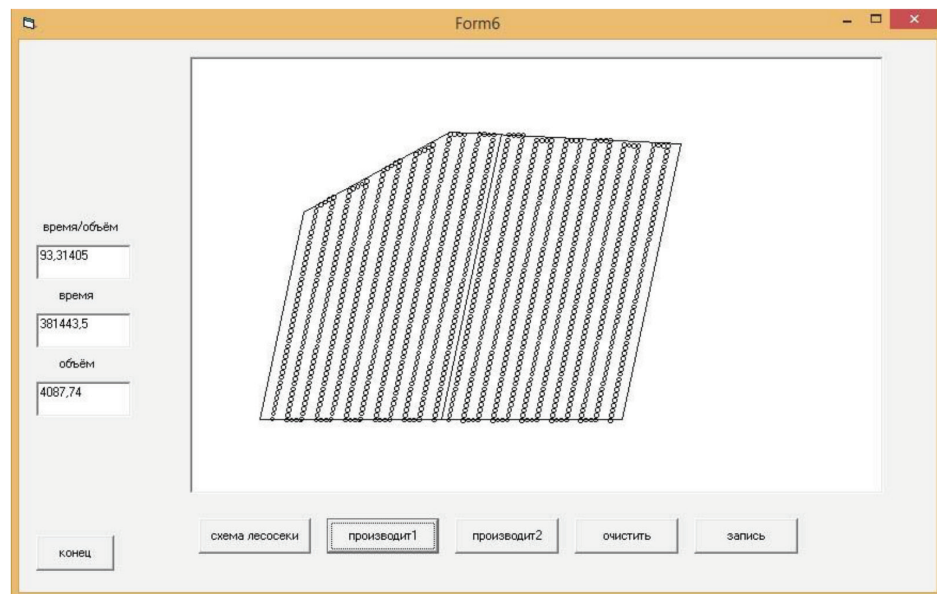 Form6
время/объём
93,31405
время
381443,5
объём
4087,74
схема лесосеки
производит1
производит2
очистить
запись
конец